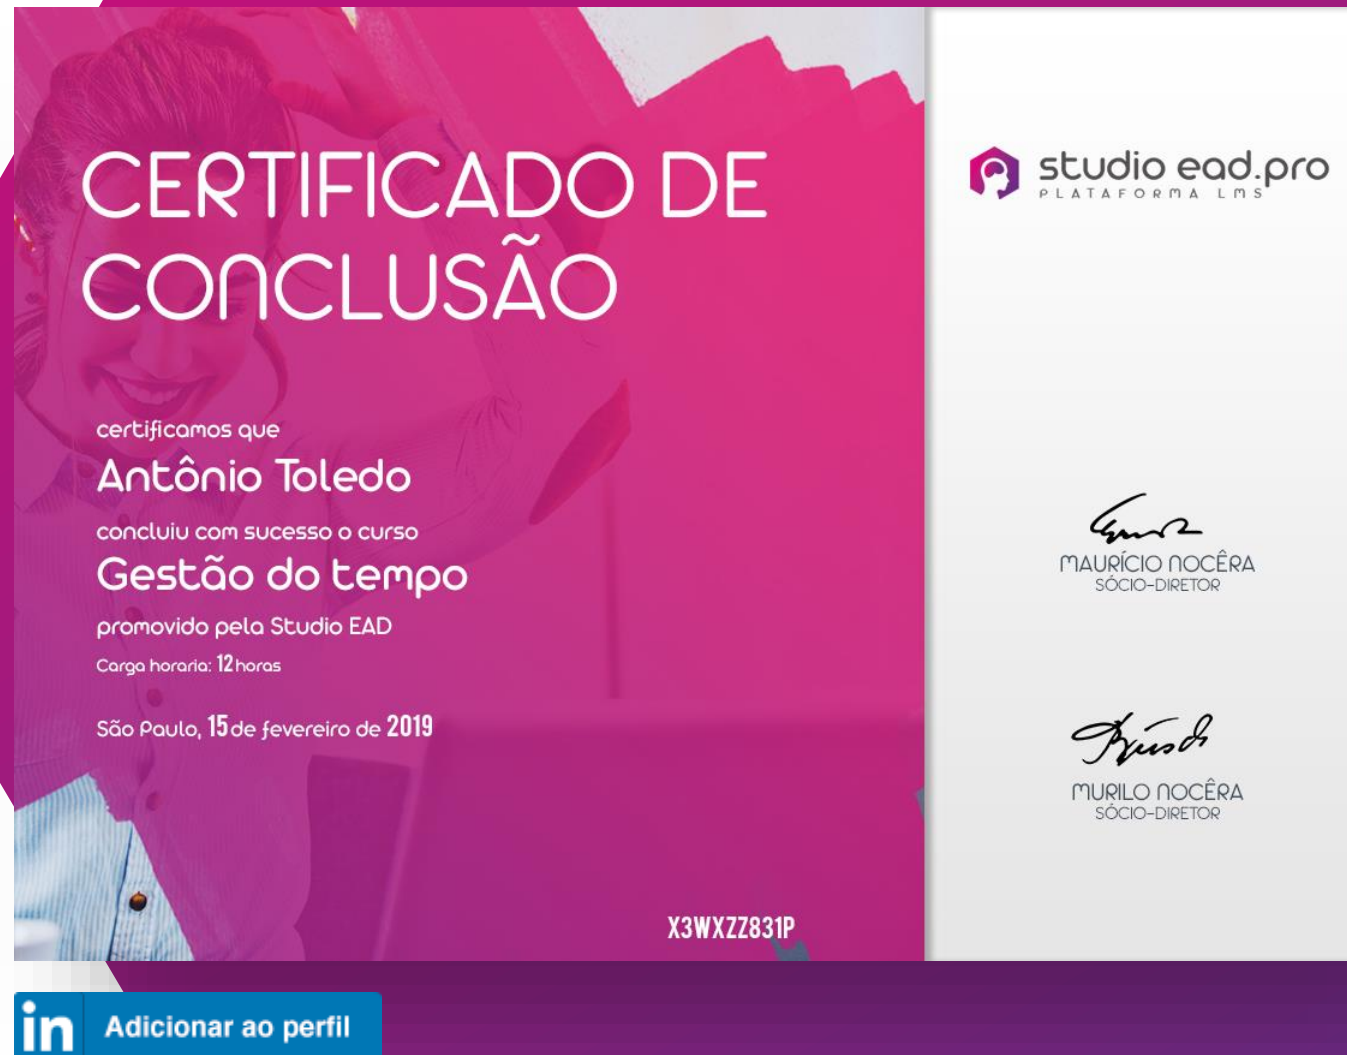 CERTIFICADO DE
CONCLUSÃO
certificamos que
Antônio Toledo
concluiu com sucesso o curso
Gestão do tempo
promovido pela Studio EAD
Carga horaria: 12 horas
São Paulo, 15 de fevereiro de 2019
X3WXZZ831P
studio ead.pro
PLATAFORMA LMS
MAURÍCIO NOCÊRA
SÓCIO-DIRETOR
MURILO NOCÊRA
SÓCIO-DIRETOR
in Adicionar ao perfil